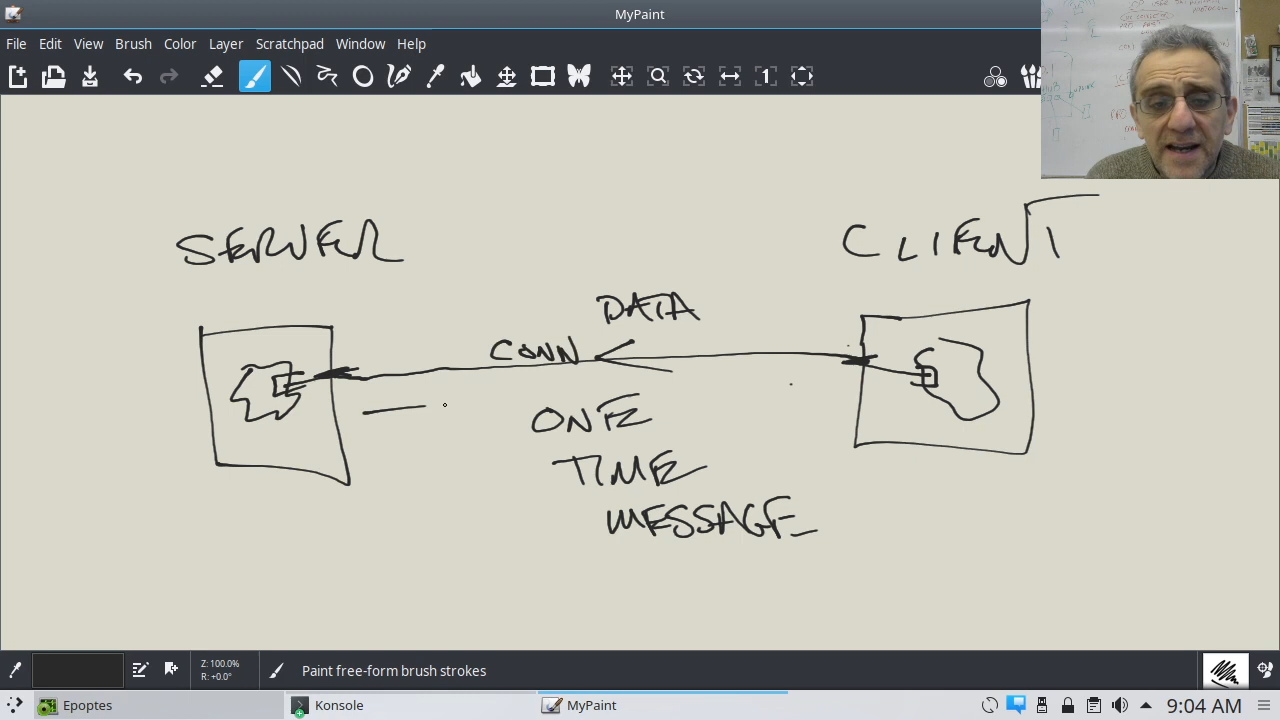 MyPaint
File Edit View Brush Color Layer Scratchpad Window Help
SERVER
CLIENT
DATA
CONN
ONE
TIME
MESSAGE
Z: 100.0%
R: +0.0°
Paint free-form brush strokes
Epoptes
Konsole
MyPaint
9:04 AM